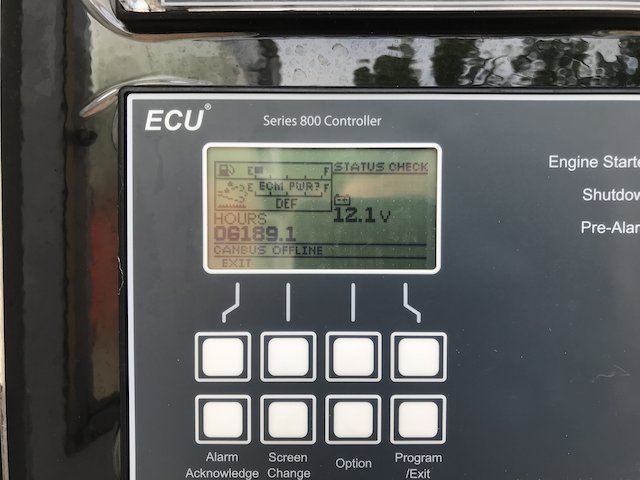 ECU®
Series 800 Controller
E F STATUS CHECK
E ECM PWR? F
DEF
12.1 V
HOURS
06189.1
CANBUS OFFLINE
EXIT
Engine Starte
Shutdow
Pre-Alar
Alarm Acknowledge
Screen Change
Option
Program /Exit